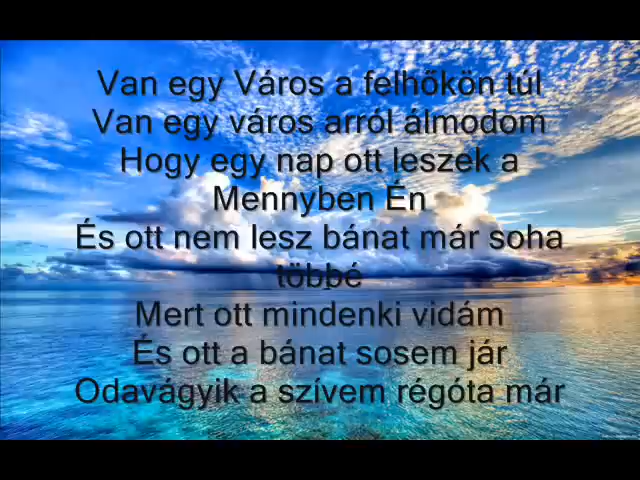 Van egy Város a felhőkön túl
Van egy város arról álmodom
Hogy egy nap ott leszek a
Mennyben Én
És ott nem lesz bánat már soha
többé
Mert ott mindenki vidám
És ott a bánat sosem jár
Odavágyik a szívem régóta már